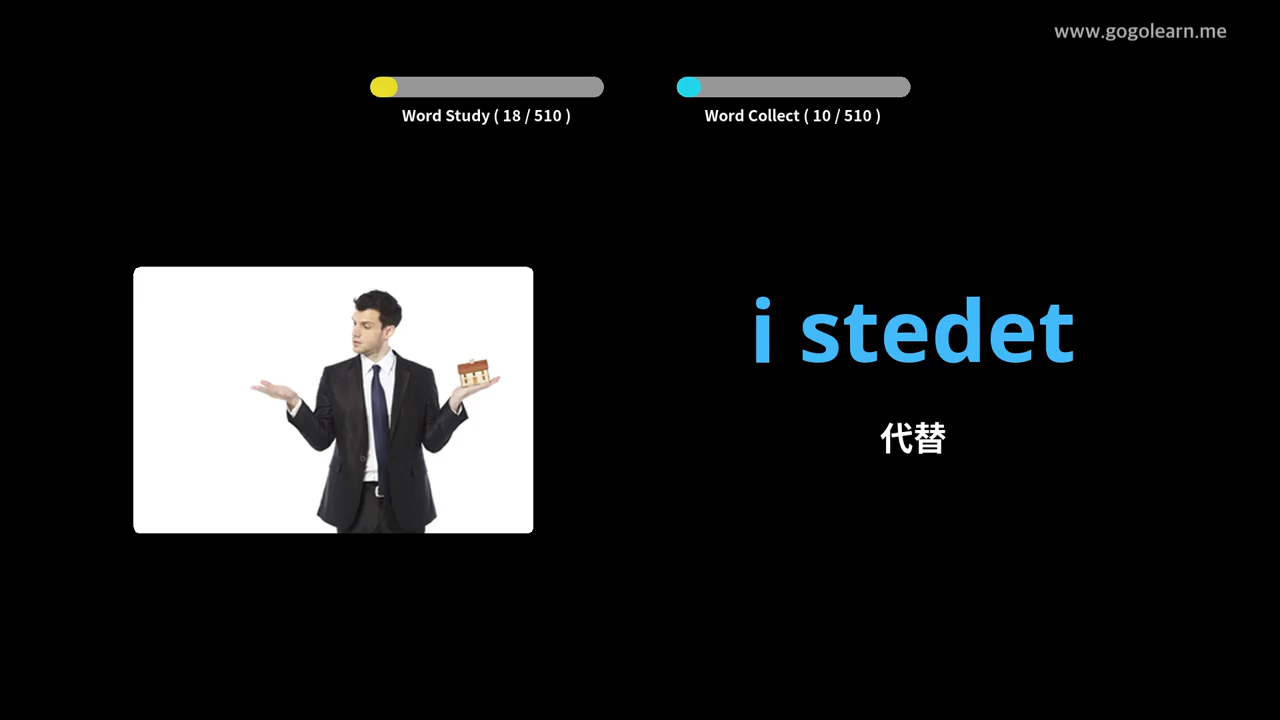 www.gogolearn.me
Word Study ( 18 / 510 )
Word Collect ( 10 / 510 )
i stedet
代替